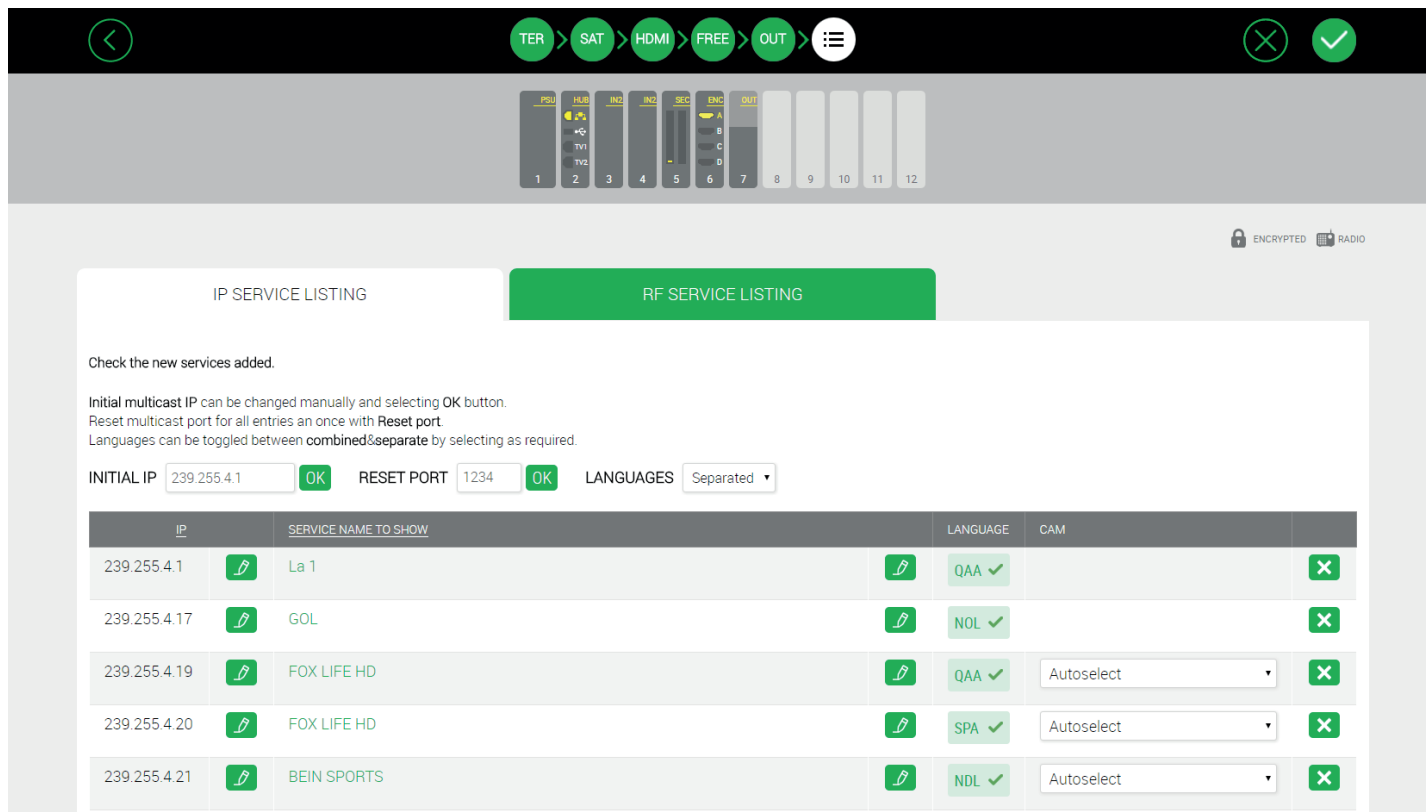 TER > SAT > HDMI > FREE > OUT >
PSU HUB IN2 IN2 SEC ENC OUT
A
B
TV1 C
TV2 D
1 2 3 4 5 6 7 8 9 10 11 12
ENCRYPTED RADIO
IP SERVICE LISTING RF SERVICE LISTING
Check the new services added.
Initial multicast IP can be changed manually and selecting OK button.
Reset multicast port for all entries an once with Reset port.
Languages can be toggled between combined&separate by selecting as required.
INITIAL IP 239.255.4.1 OK RESET PORT 1234 OK LANGUAGES Separated
IP SERVICE NAME TO SHOW LANGUAGE CAM
239.255.4.1 La 1 QAA
239.255.4.17 GOL NOL
239.255.4.19 FOX LIFE HD QAA Autoselect
239.255.4.20 FOX LIFE HD SPA Autoselect
239.255.4.21 BEIN SPORTS NDL Autoselect